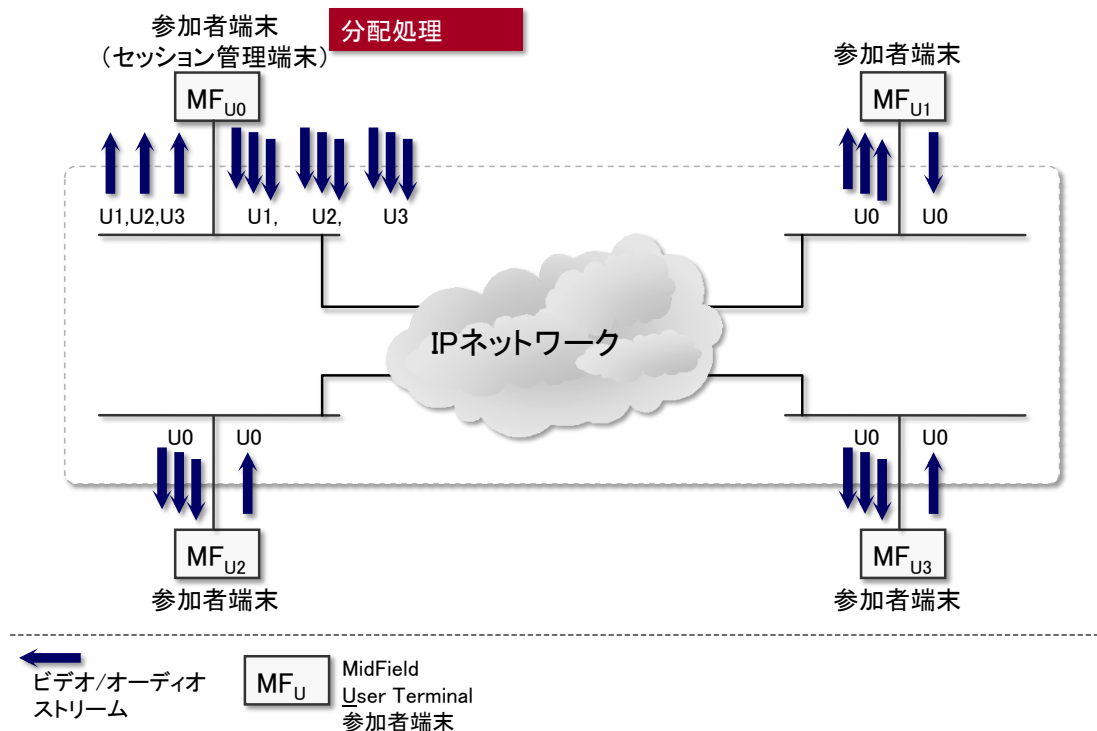 参加者端末
(セッション管理端末)
分配処理
参加者端末
MFU0
MFU1
U1,U2,U3
U1, U2, U3
U0 U0
IPネットワーク
U0 U0
U0 U0
MFU2
MFU3
参加者端末
参加者端末
ビデオ/オーディオ
ストリーム
MFU
MidField
User Terminal
参加者端末